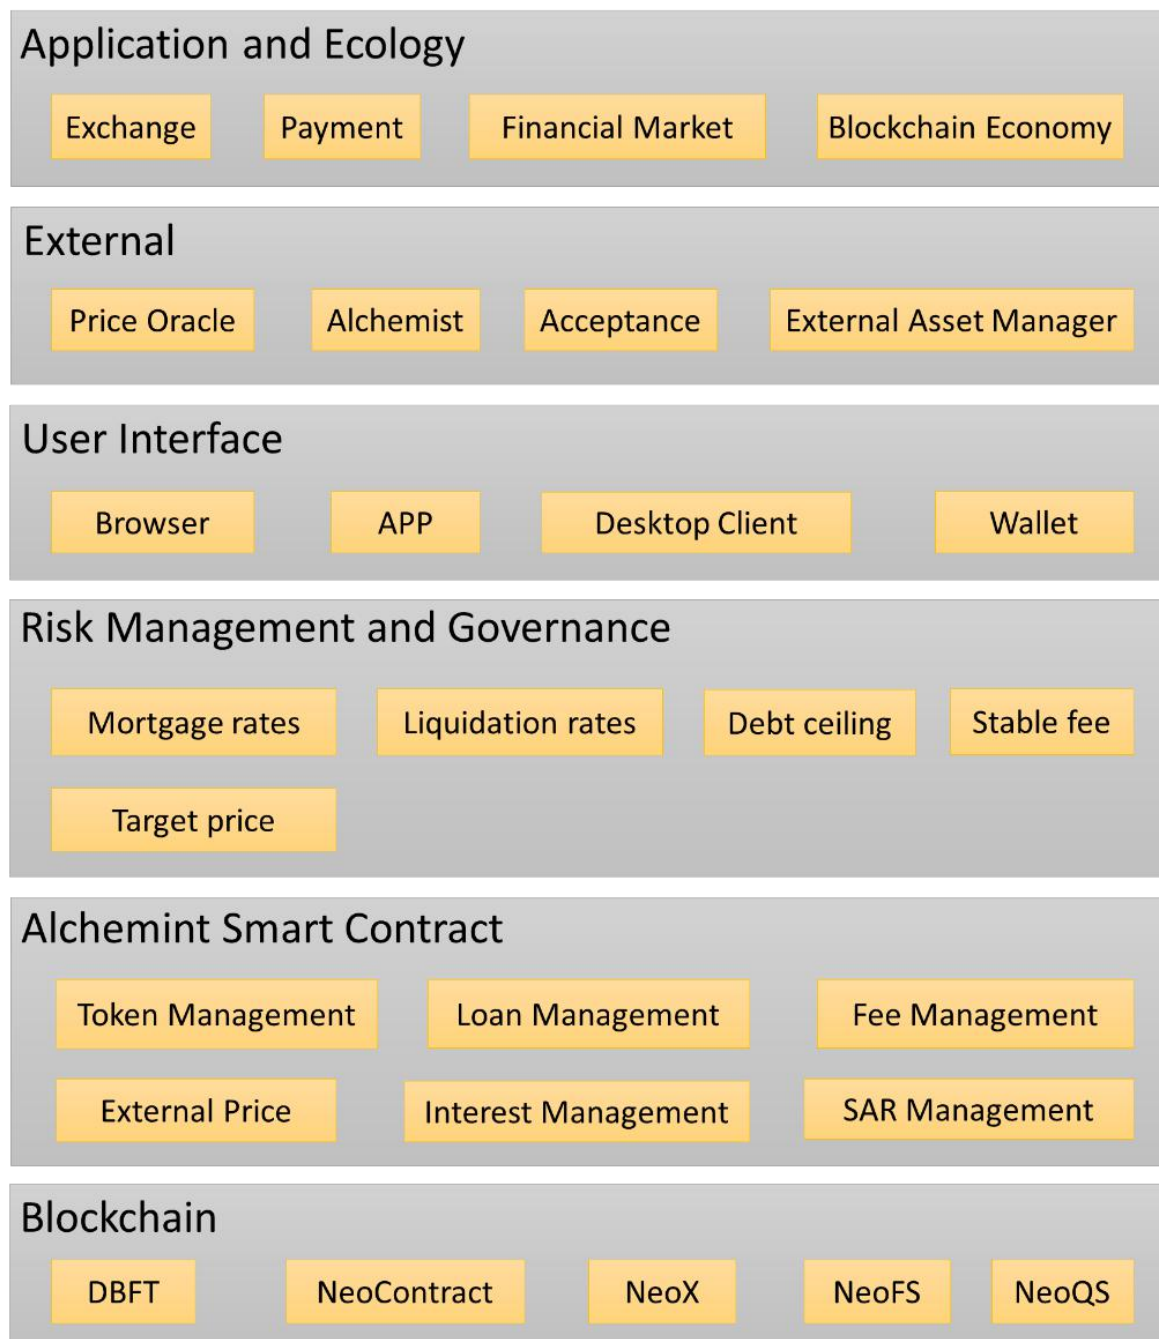 Application and Ecology
Exchange Payment Financial Market Blockchain Economy
External
Price Oracle Alchemist Acceptance External Asset Manager
User Interface
Browser APP Desktop Client Wallet
Risk Management and Governance
Mortgage rates Liquidation rates Debt ceiling Stable fee
Target price
Alchemint Smart Contract
Token Management Loan Management Fee Management
External Price Interest Management SAR Management
Blockchain
DBFT NeoContract NeoX NeoFS NeoQS